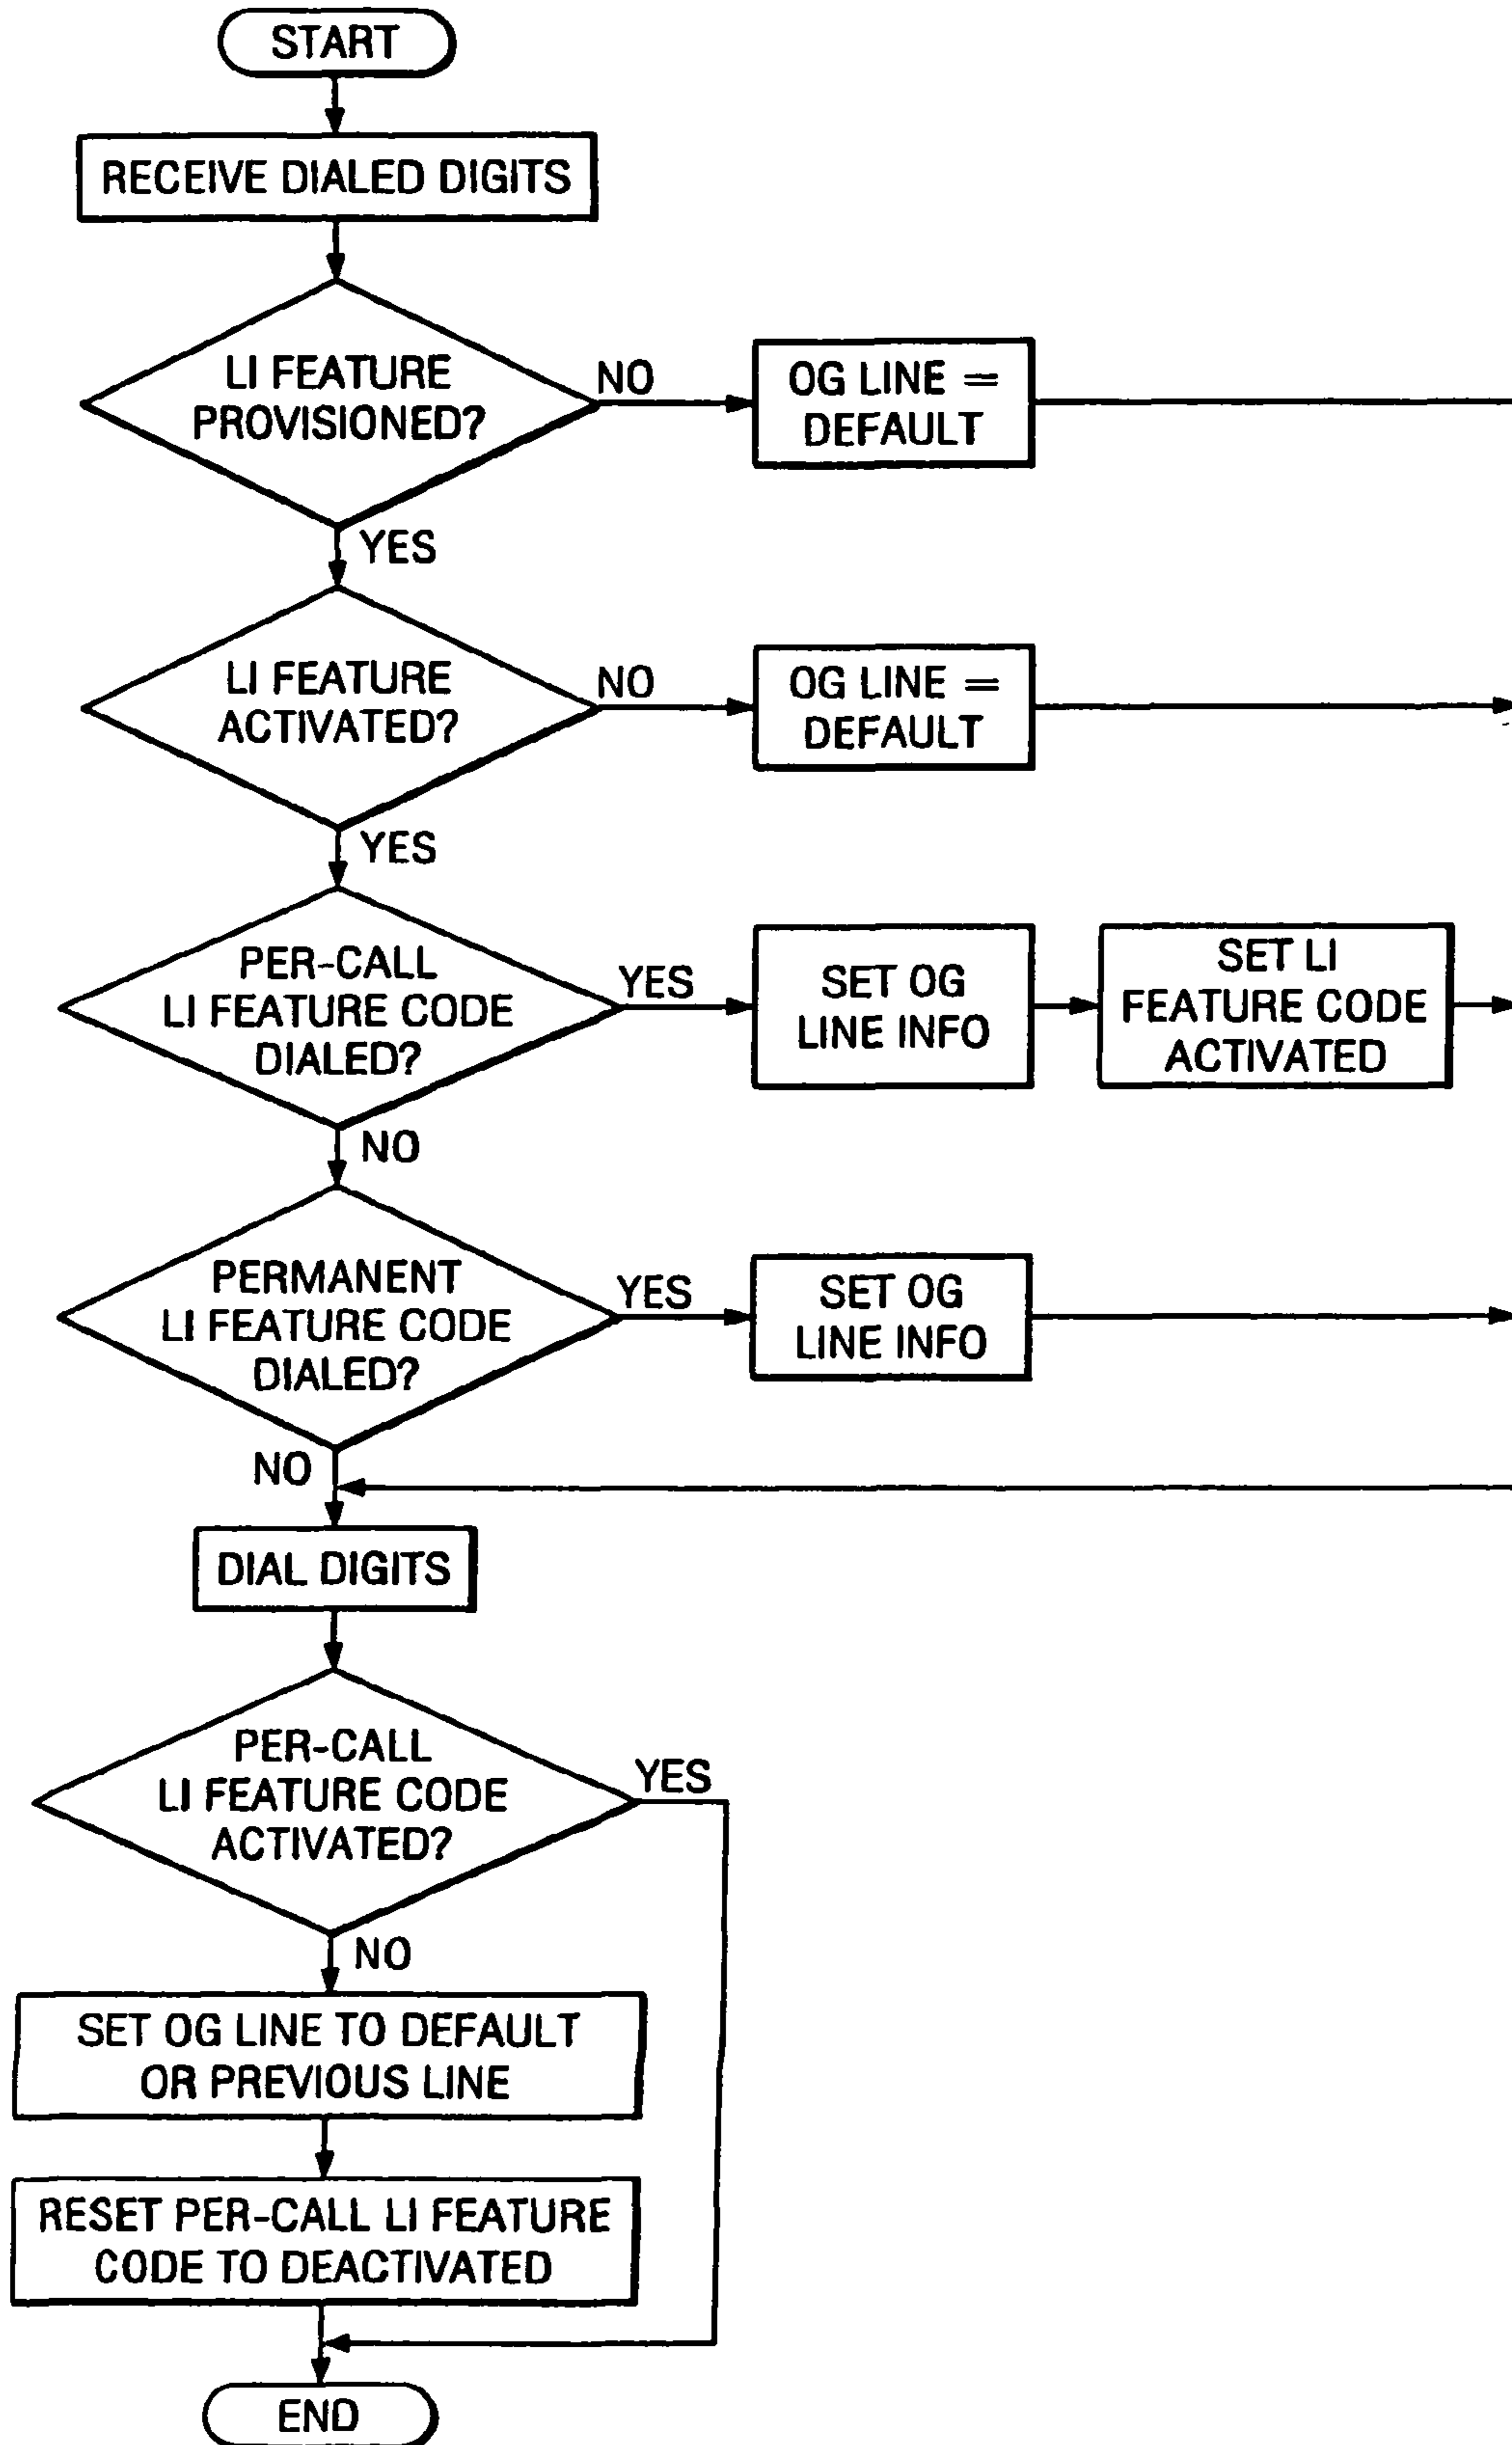 START
RECEIVE DIALED DIGITS
LI FEATURE
PROVISIONED?
NO
OG LINE =
DEFAULT
YES
LI FEATURE
ACTIVATED?
NO
OG LINE =
DEFAULT
YES
PER-CALL
LI FEATURE CODE
DIALED?
YES
SET OG
LINE INFO
SET LI
FEATURE CODE
ACTIVATED
NO
PERMANENT
LI FEATURE CODE
DIALED?
YES
SET OG
LINE INFO
NO
DIAL DIGITS
PER-CALL
LI FEATURE CODE
ACTIVATED?
YES
NO
SET OG LINE TO DEFAULT
OR PREVIOUS LINE
RESET PER-CALL LI FEATURE
CODE TO DEACTIVATED
END